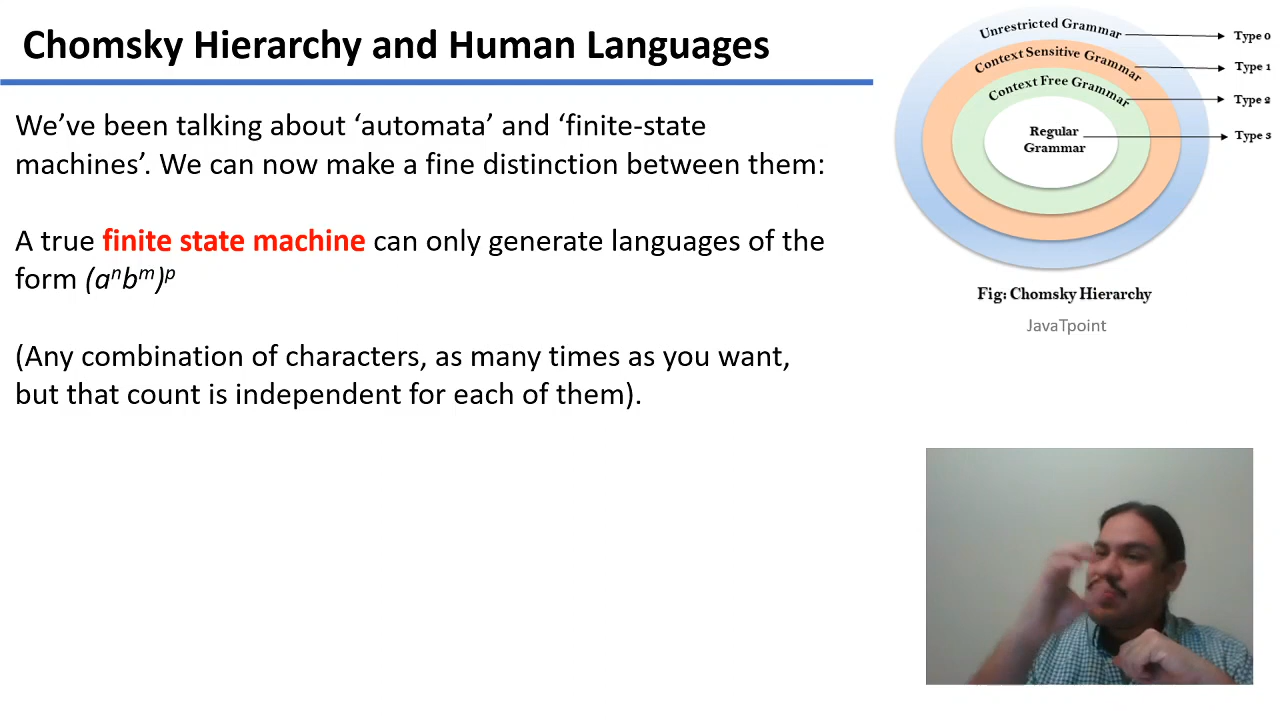 Chomsky Hierarchy and Human Languages
We've been talking about 'automata' and 'finite-state
machines'. We can now make a fine distinction between them:
A true finite state machine can only generate languages of the
form (aⁿbᵐ)ᵖ
(Any combination of characters, as many times as you want,
but that count is independent for each of them).
Unrestricted Grammar
Type 0
Context Sensitive Grammar
Type 1
Context Free Grammar
Type 2
Regular
Grammar
Type 3
Fig: Chomsky Hierarchy
JavaTpoint